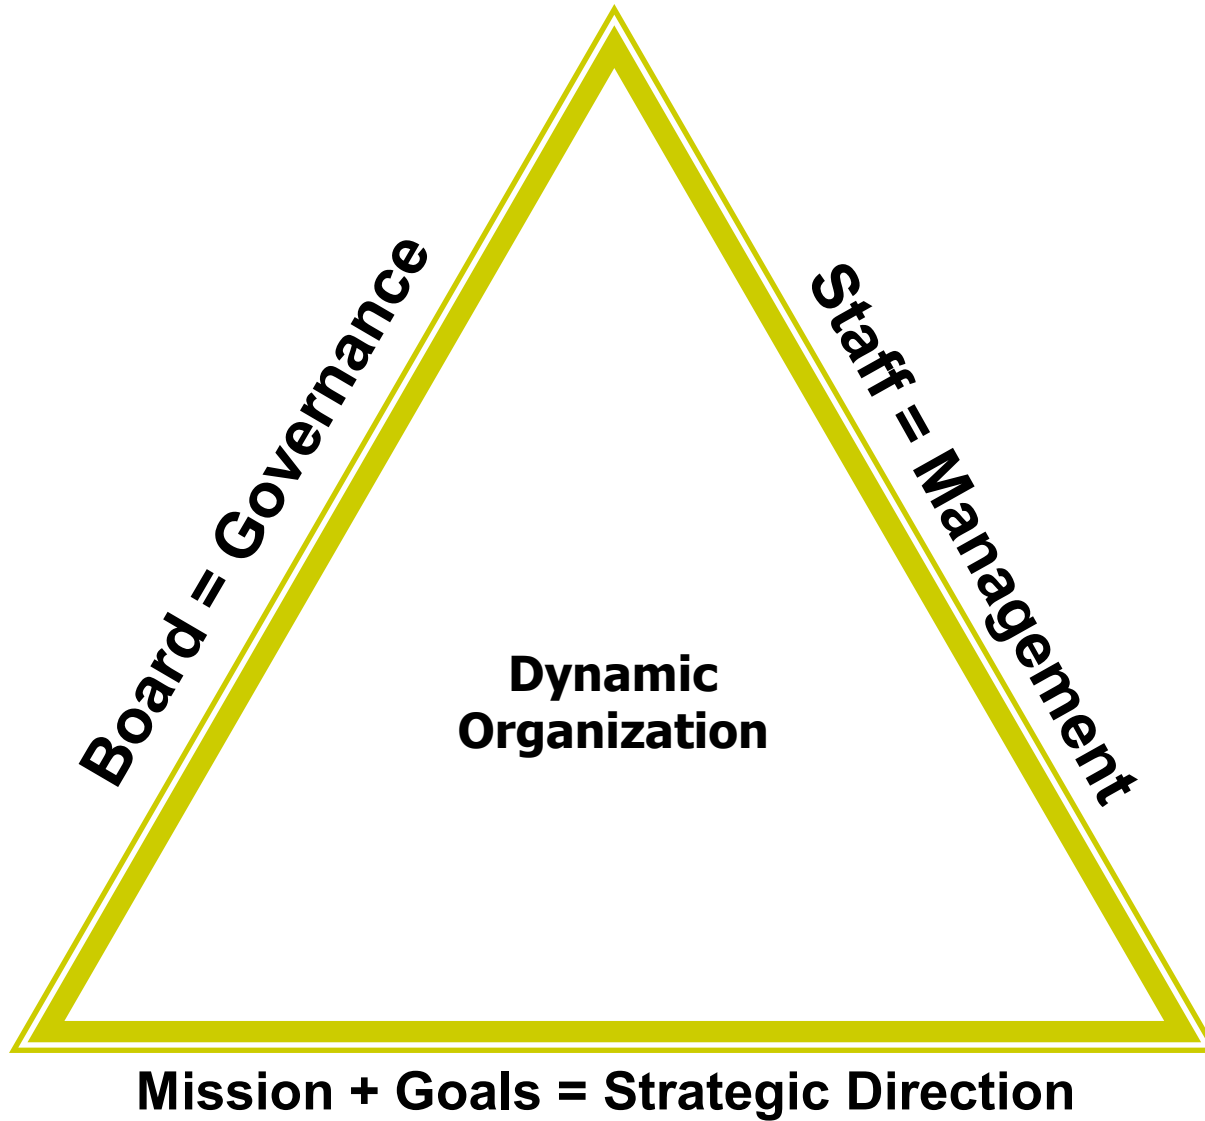 Board = Governance
Staff = Management
Dynamic
Organization
Mission + Goals = Strategic Direction